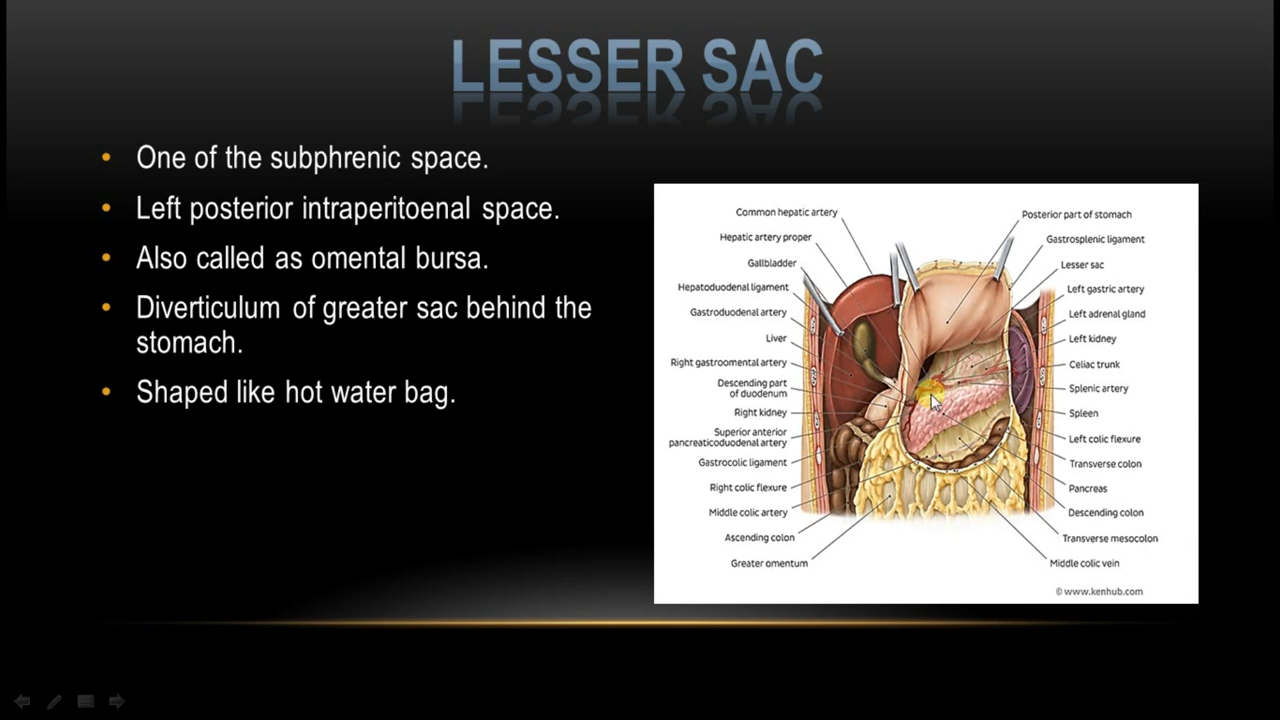 LESSER SAC
• One of the subphrenic space.
• Left posterior intraperitoenal space.
• Also called as omental bursa.
• Diverticulum of greater sac behind the
stomach.
• Shaped like hot water bag.
Common hepatic artery
Hepatic artery proper
Gallbladder
Hepatoduodenal ligament
Gastroduodenal artery
Liver
Right gastroomental artery
Descending part
of duodenum
Right kidney
Superior anterior
pancreaticoduodenal artery
Gastrocolic ligament
Right colic flexure
Middle colic artery
Ascending colon
Greater omentum
Posterior part of stomach
Gastrosplenic ligament
Lesser sac
Left gastric artery
Left adrenal gland
Left kidney
Celiac trunk
Splenic artery
Spleen
Left colic flexure
Transverse colon
Pancreas
Descending colon
Transverse mesocolon
Middle colic vein
© www.kenhub.com